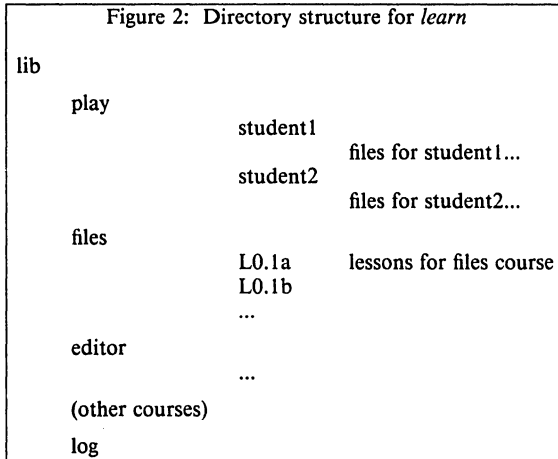 Figure 2: Directory structure for learn
lib
play
student1
files for student1...
student2
files for student2...
files
L0.1a lessons for files course
L0.1b
...
editor
...
(other courses)
log